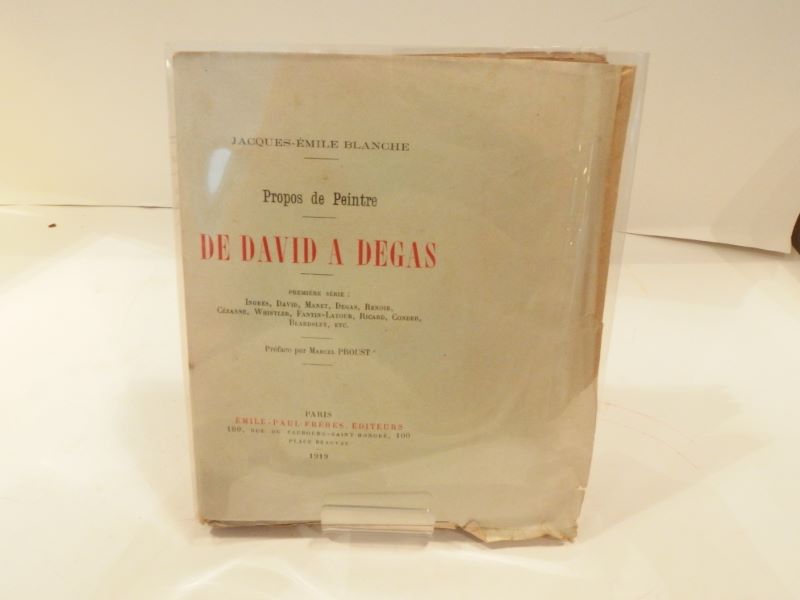 JACQUES-ÉMILE BLANCHE
Propos de Peintre
DE DAVID A DEGAS
PREMIÈRE SÉRIE :
INGRES, DAVID, MANET, DEGAS, RENOIR,
CÉZANNE, WHISTLER, FANTIN-LATOUR, RICARD, CONDER,
BEARDSLEY, ETC.
Préface par MARCEL PROUST
PARIS
ÉMILE-PAUL FRÈRES, ÉDITEURS
100, RUE DU FAUBOURG-SAINT-HONORÉ, 100
PLACE BEAUVAU
1919